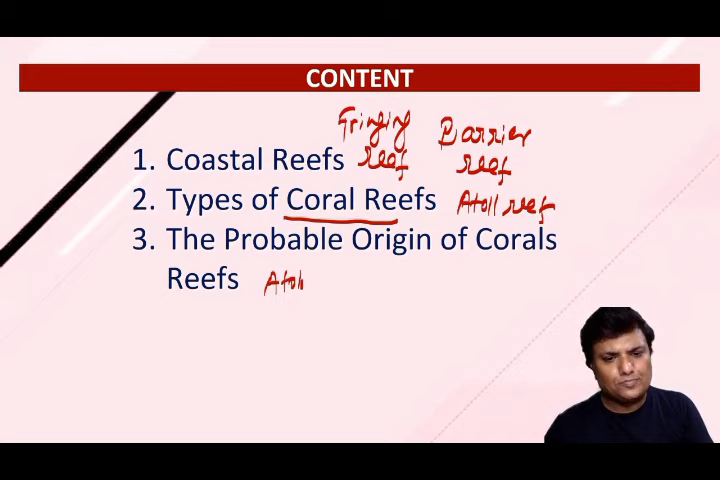 CONTENT
Fringing Barrier
1. Coastal Reefs reef reef
2. Types of Coral Reefs Atoll reef
3. The Probable Origin of Corals
Reefs Atoll